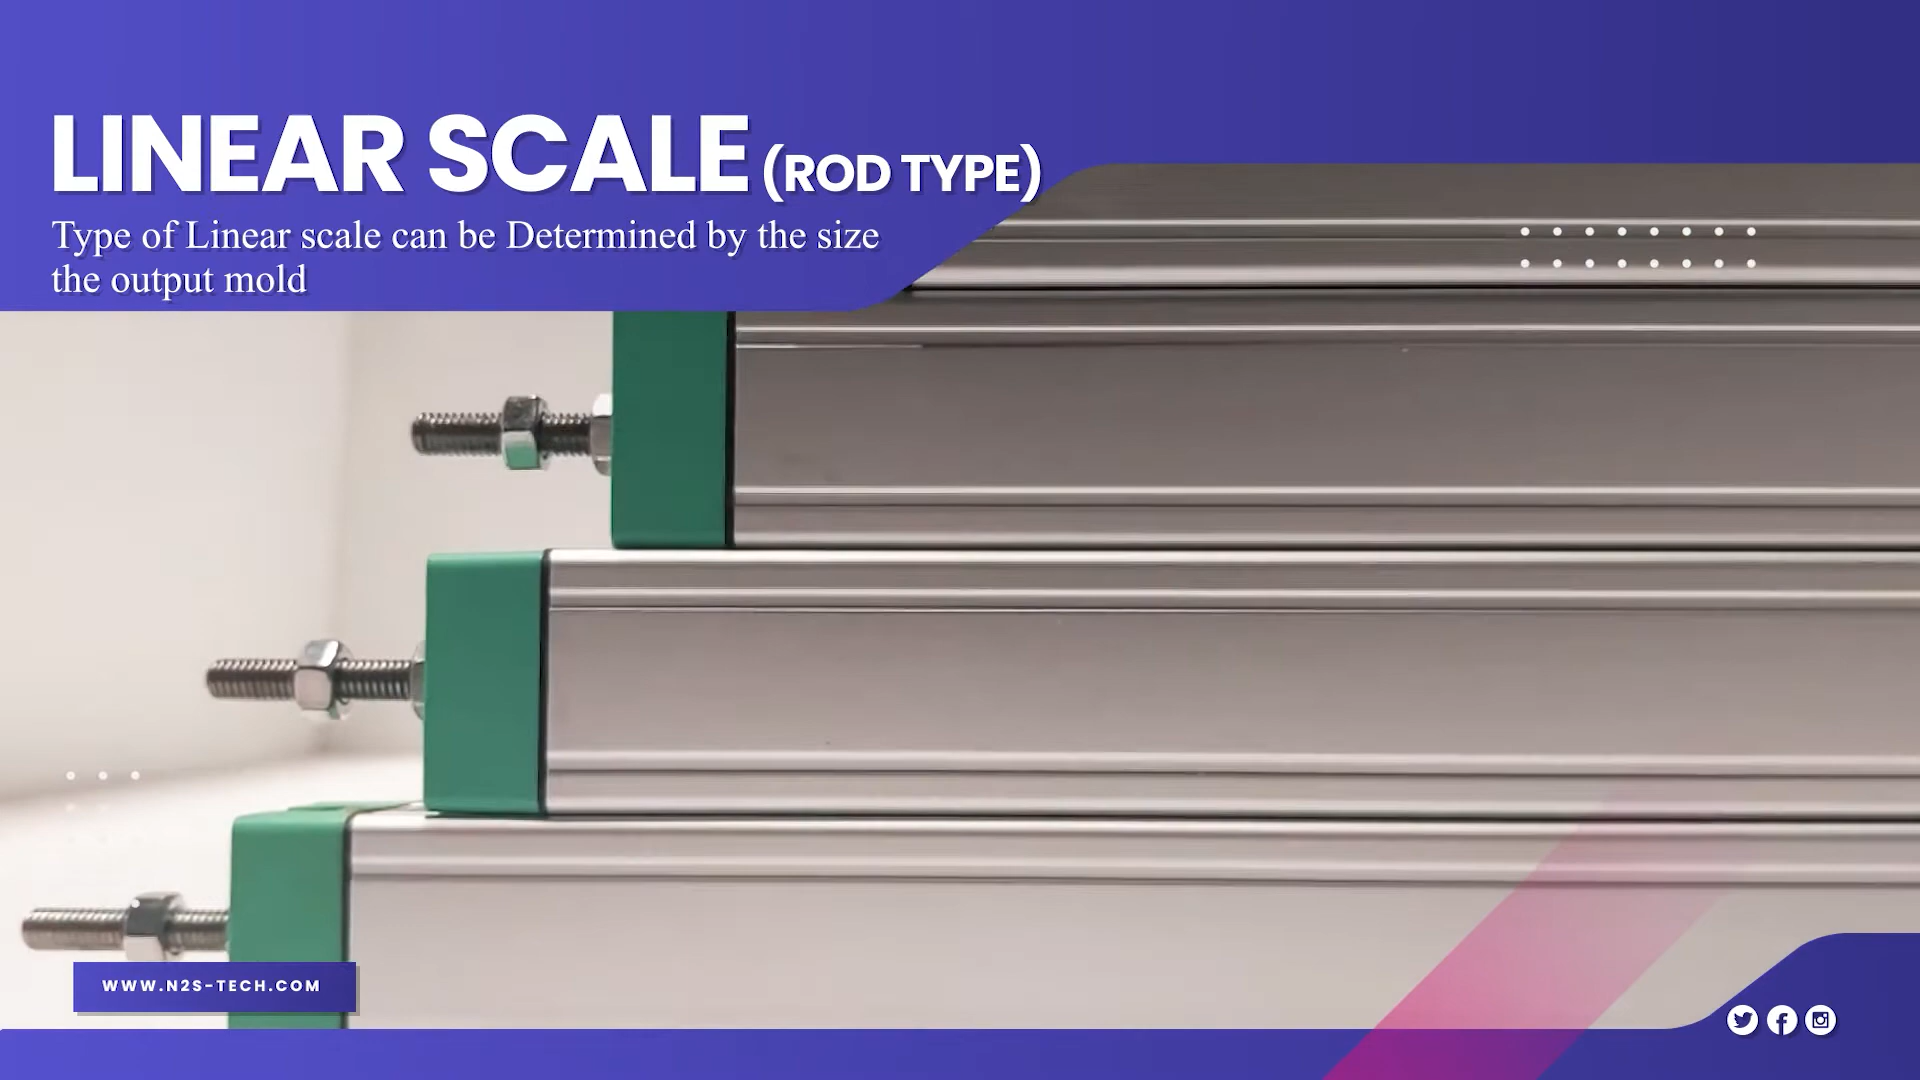 LINEAR SCALE (ROD TYPE)
Type of Linear scale can be Determined by the size
the output mold
WWW.N2S-TECH.COM